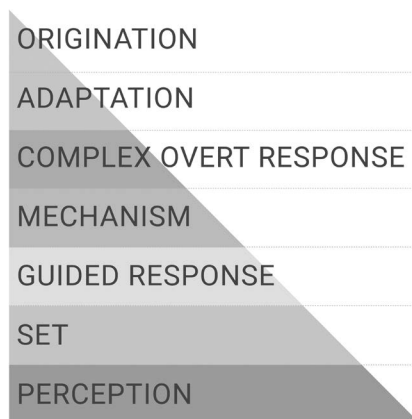 ORIGINATION
ADAPTATION
COMPLEX OVERT RESPONSE
MECHANISM
GUIDED RESPONSE
SET
PERCEPTION